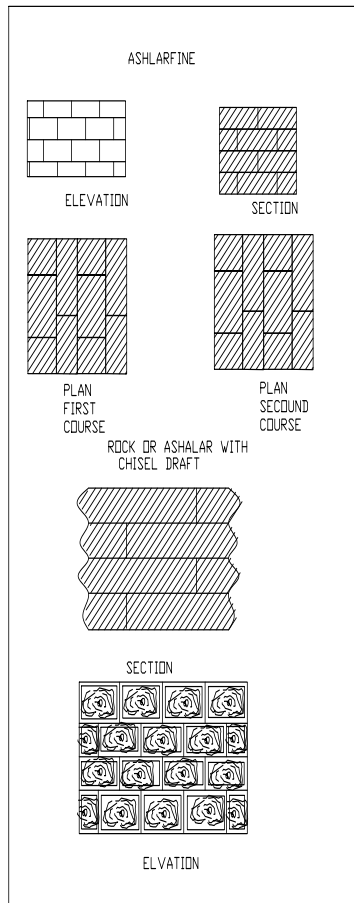 ASHLARFINE
ELEVATION
SECTION
PLAN
FIRST
COURSE
PLAN
SECOUND
COURSE
ROCK OR ASHALAR WITH
CHISEL DRAFT
SECTION
ELVATION